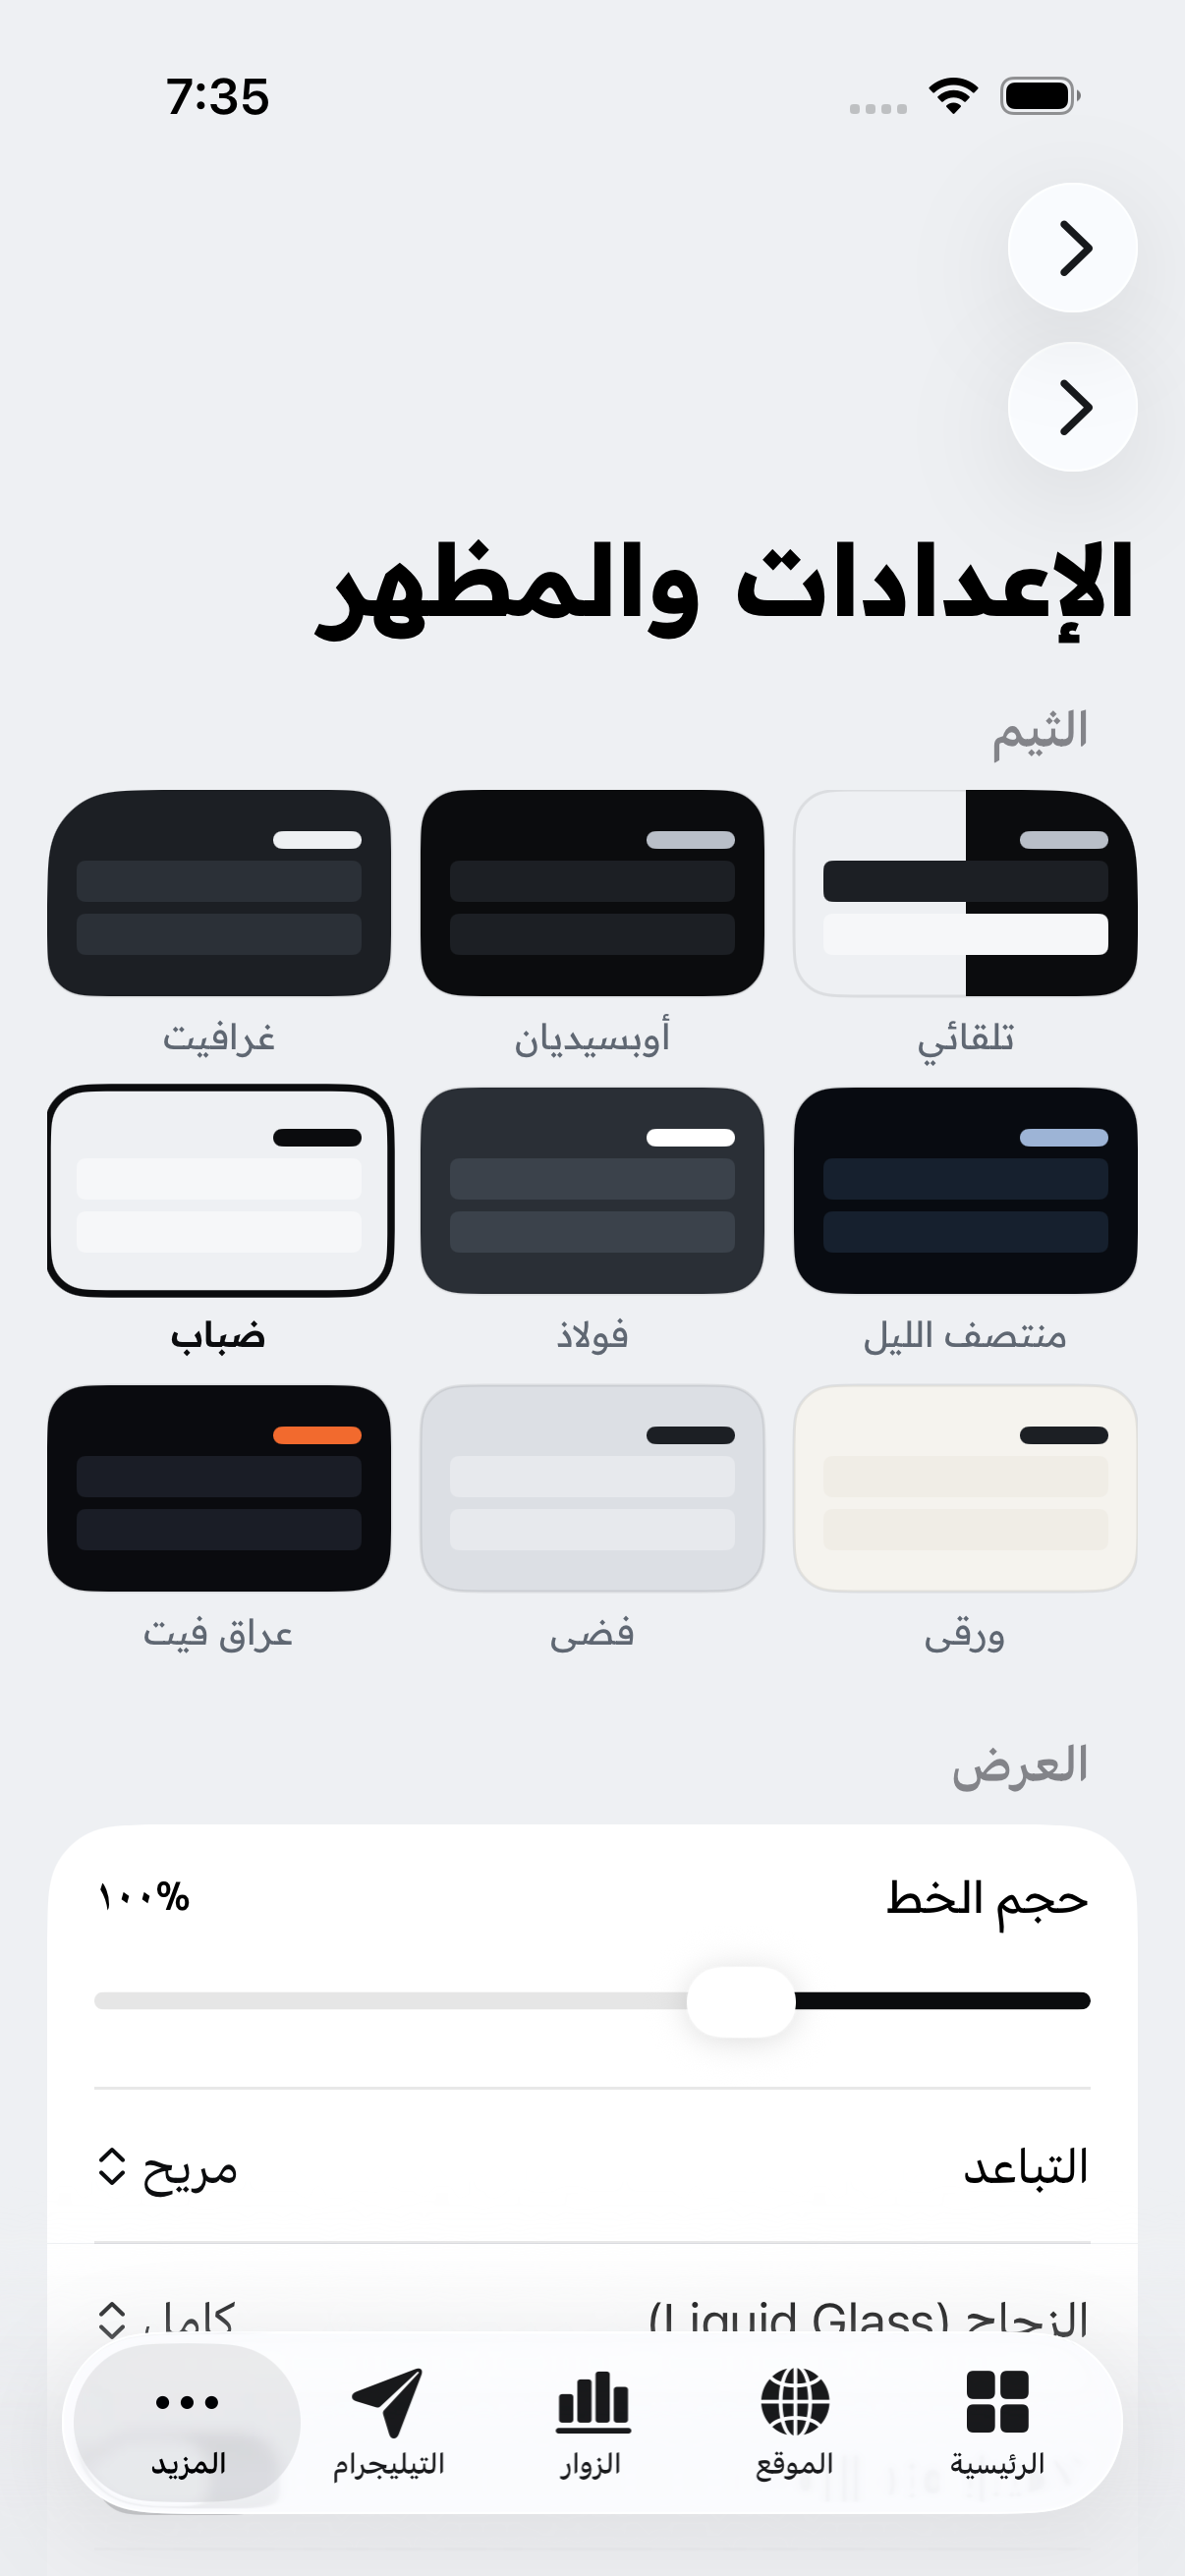 7:35
الإعدادات والمظهر
الثيم
تلقائي
أوبسيديان
غرافيت
منتصف الليل
فولاذ
ضباب
ورقي
فضي
عراق فيت
العرض
حجم الخط
١٠٠%
التباعد
مريح
الزجاج (Liquid Glass)
كامل
الرئيسية
الموقع
الزوار
التيليجرام
المزيد